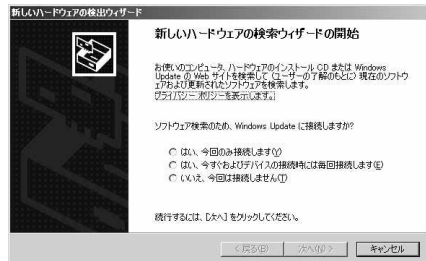 新しいハードウェアの検出ウィザード
新しいハードウェアの検索ウィザードの開始
お使いのコンピュータ、ハードウェアのインストール CD または Windows
Update の Web サイトを検索して (ユーザーの了解のもとに) 現在のソフトウ
ェアおよび更新されたソフトウェアを検索します。
プライバシー ポリシーを表示します。
ソフトウェア検索のため、Windows Update に接続しますか?
はい、今回のみ接続します(Y)
はい、今すぐおよびデバイスの接続時には毎回接続します(E)
いいえ、今回は接続しません(T)
続行するには、[次へ] をクリックしてください。
< 戻る(B)
次へ(N) >
キャンセル